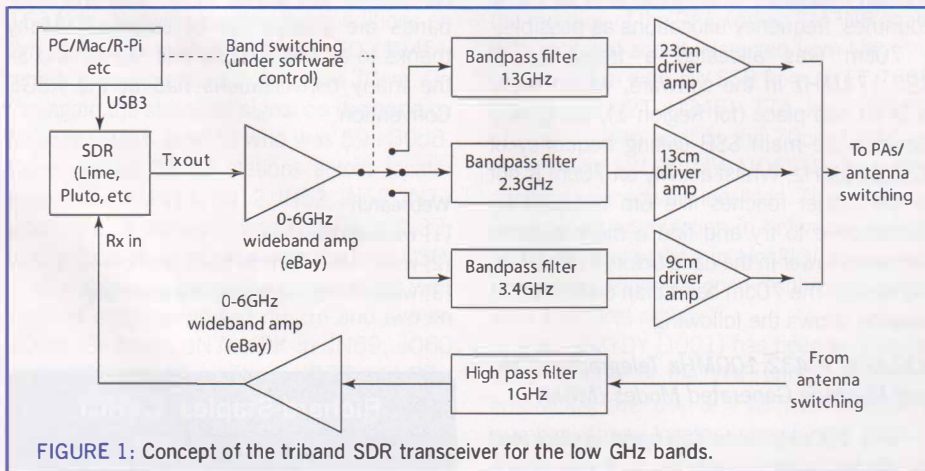 PC/Mac/R-Pi
etc
USB3
SDR
(Lime,
Pluto, etc
Txout
Rx in
Band switching
(under software
control)
0-6GHz
wideband amp
(eBay)
0-6GHz
wideband amp
(eBay)
Bandpass filter
1.3GHz
23cm
driver
amp
Bandpass filter
2.3GHz
13cm
driver
amp
To PAs/
antenna
switching
Bandpass filter
3.4GHz
9cm
driver
amp
High pass filter
1GHz
From
antenna
switching
FIGURE 1: Concept of the triband SDR transceiver for the low GHz bands.